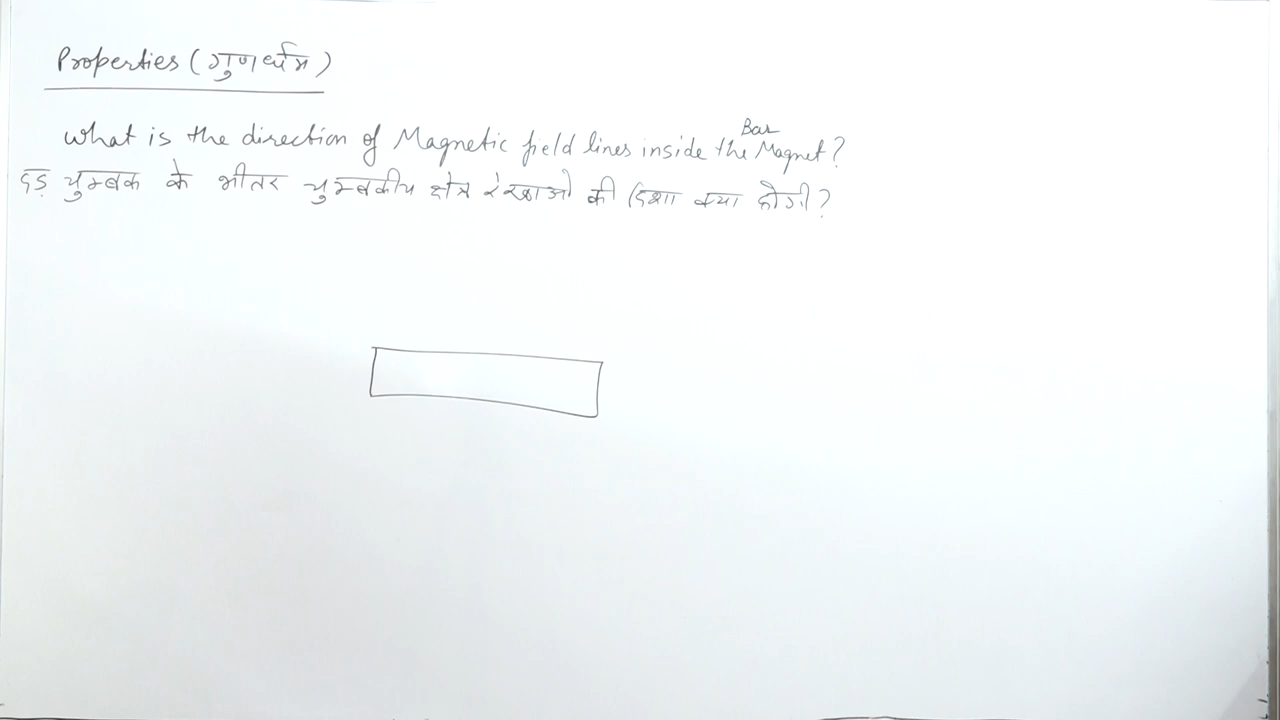 Properties (गुणधर्म)
What is the direction of Magnetic field lines inside the Bar Magnet?
दंड चुम्बक के भीतर चुम्बकीय क्षेत्र रेखाओ की दिशा क्या होगी?